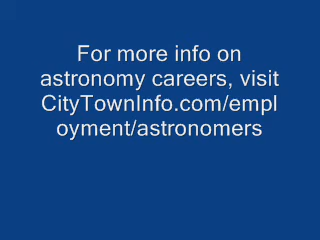 For more info on
astronomy careers, visit
CityTownInfo.com/empl
oyment/astronomers